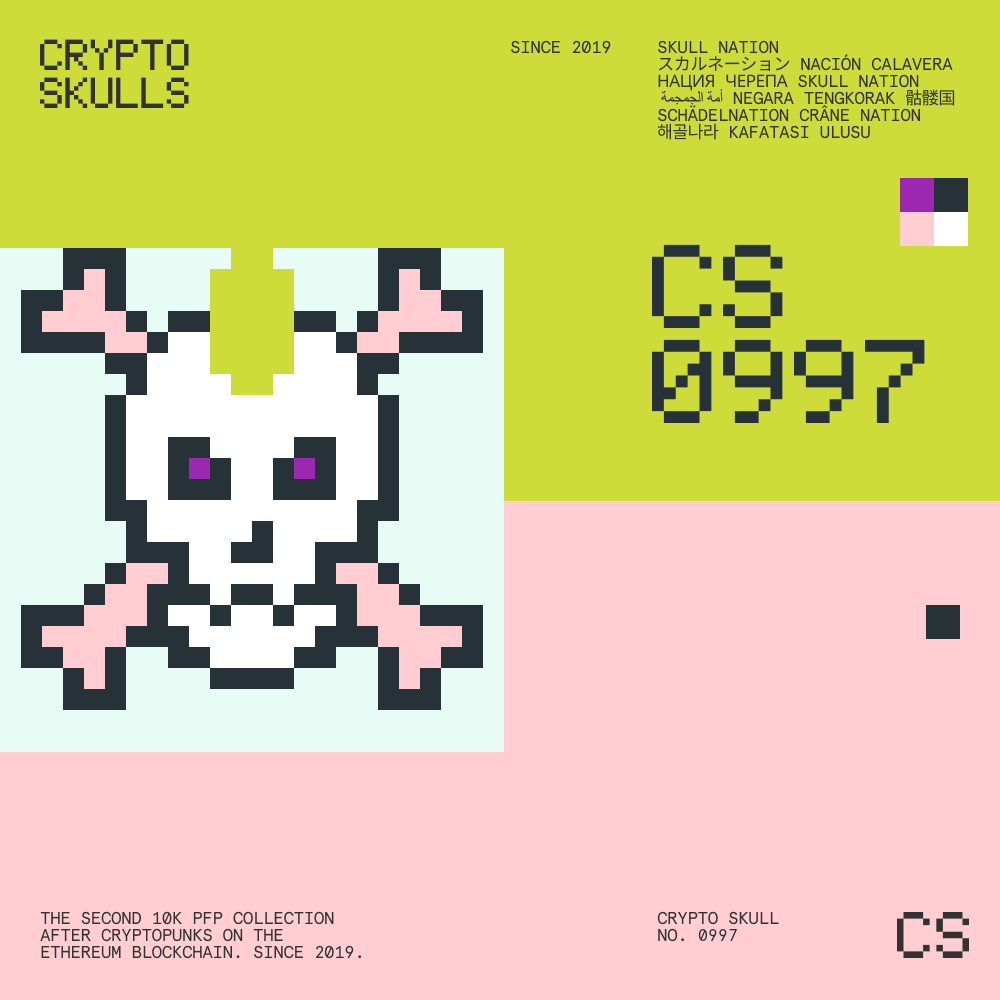 CRYPTO
SKULLS
SINCE 2019
SKULL NATION
スカルネーション NACIÓN CALAVERA
НАЦИЯ ЧЕРЕПА SKULL NATION
أمة الجمجمة NEGARA TENGKORAK 骷髅国
SCHÄDELNATION CRÂNE NATION
해골나라 KAFATASI ULUSU
CS
0997
THE SECOND 10K PFP COLLECTION
AFTER CRYPTOPUNKS ON THE
ETHEREUM BLOCKCHAIN. SINCE 2019.
CRYPTO SKULL
NO. 0997
CS